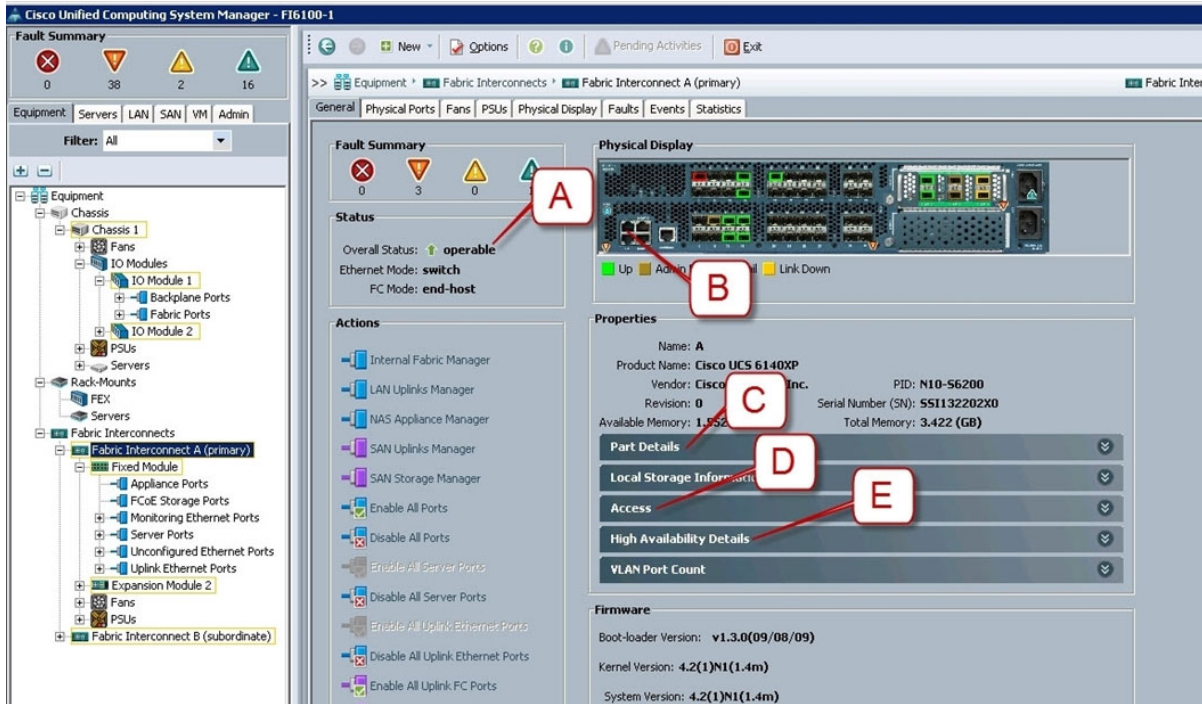 Cisco Unified Computing System Manager - FI6100-1
Fault Summary
0 38 2 16
Equipment Servers LAN SAN VM Admin
Filter: All
Equipment
Chassis
Chassis 1
Fans
IO Modules
IO Module 1
Backplane Ports
Fabric Ports
IO Module 2
PSUs
Servers
Rack-Mounts
FEX
Servers
Fabric Interconnects
Fabric Interconnect A (primary)
Fixed Module
Appliance Ports
FCoE Storage Ports
Monitoring Ethernet Ports
Server Ports
Unconfigured Ethernet Ports
Uplink Ethernet Ports
Expansion Module 2
Fans
PSUs
Fabric Interconnect B (subordinate)
New Options Pending Activities Exit
>> Equipment Fabric Interconnects Fabric Interconnect A (primary) Fabric Inter
General Physical Ports Fans PSUs Physical Display Faults Events Statistics
Fault Summary
0 3 0
A
Status
Overall Status: operable
Ethernet Mode: switch
FC Mode: end-host
Actions
Internal Fabric Manager
LAN Uplinks Manager
NAS Appliance Manager
SAN Uplinks Manager
SAN Storage Manager
Enable All Ports
Disable All Ports
Enable All Server Ports
Disable All Server Ports
Enable All Uplink Ethernet Ports
Disable All Uplink Ethernet Ports
Enable All Uplink FC Ports
Physical Display
Up Admin Link Down
B
Properties
Name: A
Product Name: Cisco UCS 6140XP
Vendor: Cisco Inc. PID: N10-S6200
Revision: 0 Serial Number (SN): SSI132202X0
Available Memory: Total Memory: 3.422 (GB)
C
Part Details
D
Local Storage
Access
E
High Availability Details
VLAN Port Count
Firmware
Boot-loader Version: v1.3.0(09/08/09)
Kernel Version: 4.2(1)N1(1.4m)
System Version: 4.2(1)N1(1.4m)